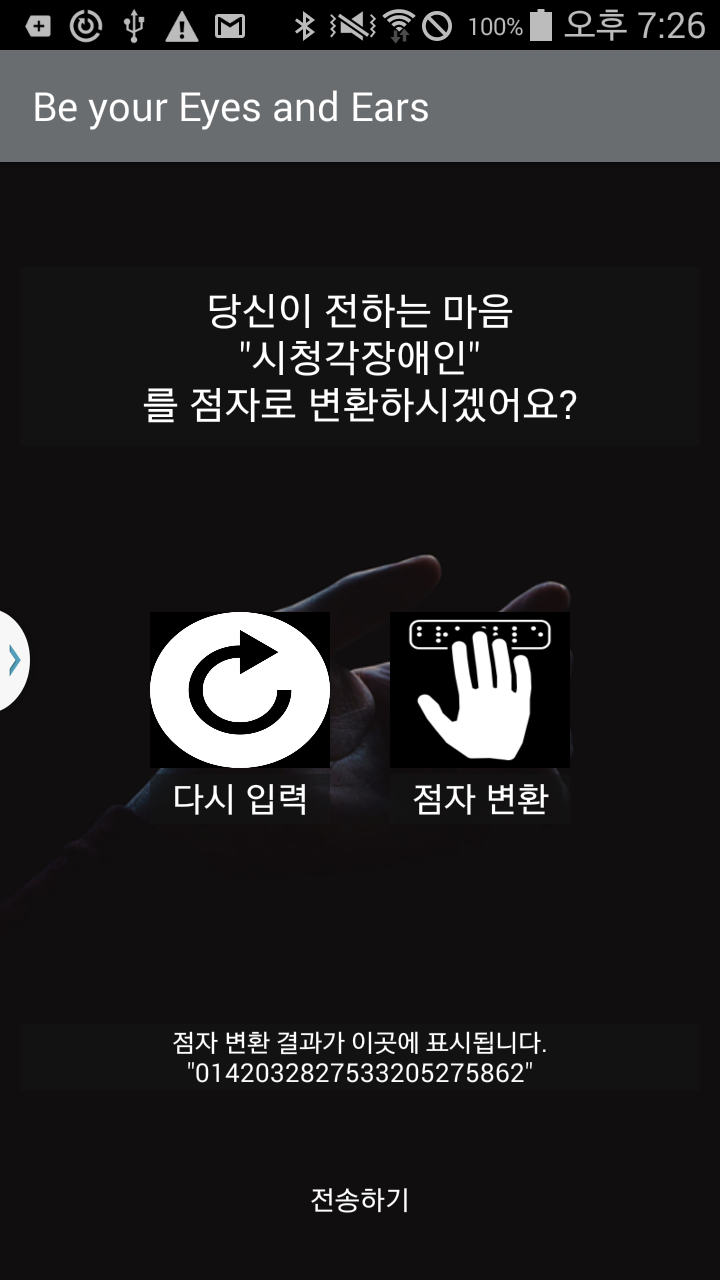 100% 오후 7:26
Be your Eyes and Ears
당신이 전하는 마음
"시청각장애인"
를 점자로 변환하시겠어요?
다시 입력 점자 변환
점자 변환 결과가 이곳에 표시됩니다.
"0142032827533205275862"
전송하기